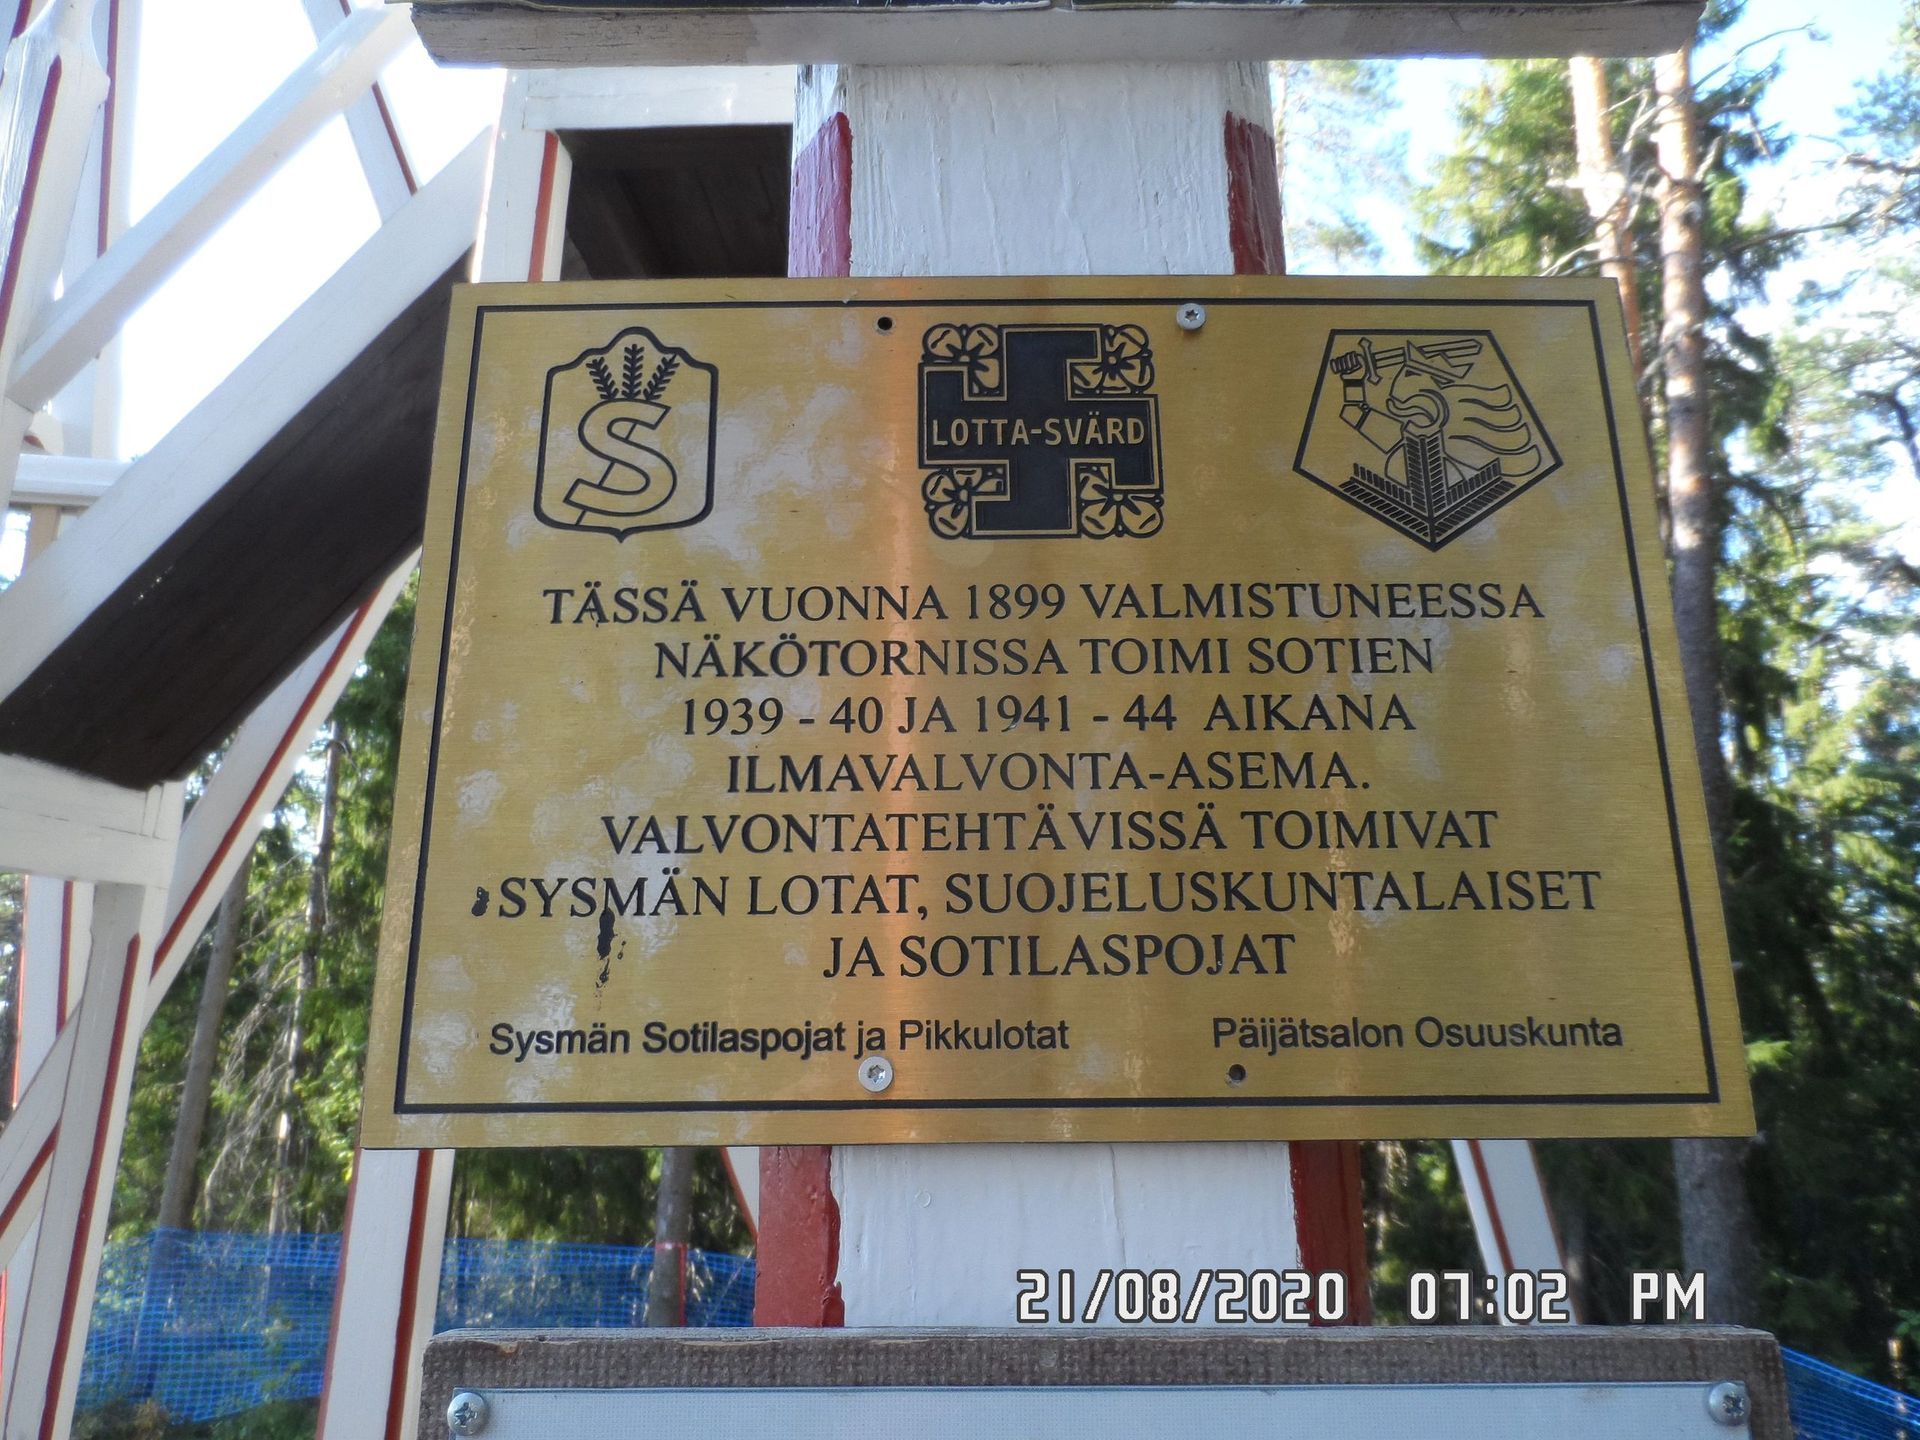 S
LOTTA-SVÄRD
TÄSSÄ VUONNA 1899 VALMISTUNEESSA
NÄKÖTORNISSA TOIMI SOTIEN
1939 - 40 JA 1941 - 44 AIKANA
ILMAVALVONTA-ASEMA.
VALVONTATEHTÄVISSÄ TOIMIVAT
SYSMÄN LOTAT, SUOJELUSKUNTALAISET
JA SOTILASPOJAT
Sysmän Sotilaspojat ja Pikkulotat Päijätsalon Osuuskunta
21/08/2020 07:02 PM